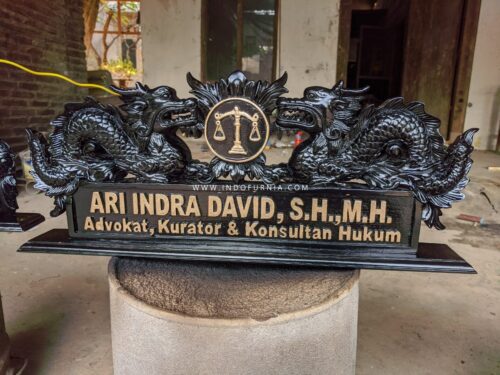 WWW.INDOFURNIA.COM
ARI INDRA DAVID, S.H.,M.H.
Advokat, Kurator & Konsultan Hukum